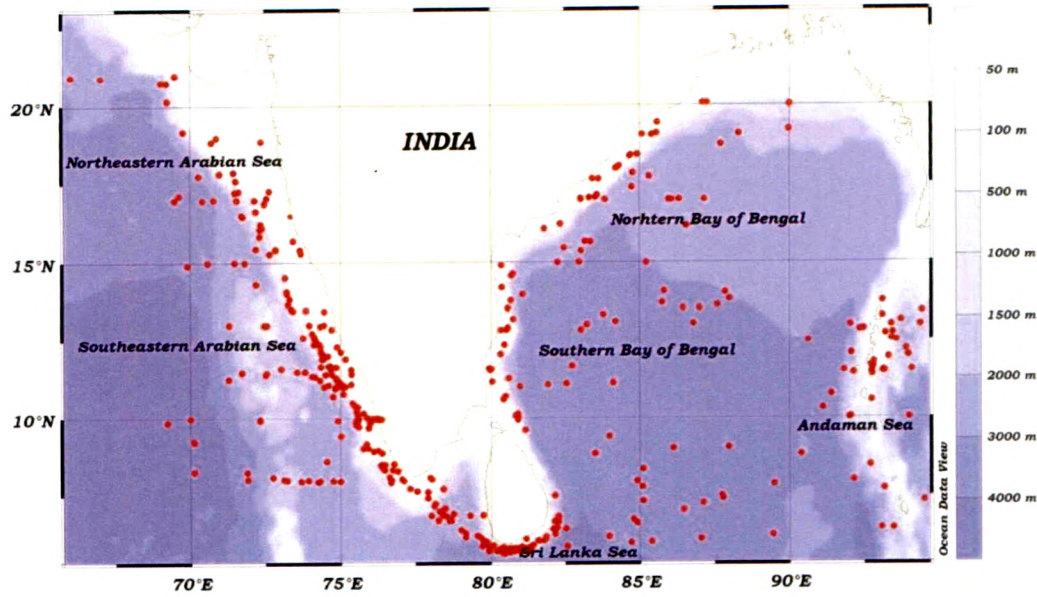 50 m
20°N
100 m
INDIA
Northeastern Arabian Sea
500 m
Norhtern Bay of Bengal
1000 m
15°N
1500 m
Southeastern Arabian Sea
Southern Bay of Bengal
2000 m
10°N
Andaman Sea
3000 m
4000 m
Ocean Data View
Sri Lanka Sea
70°E 75°E 80°E 85°E 90°E